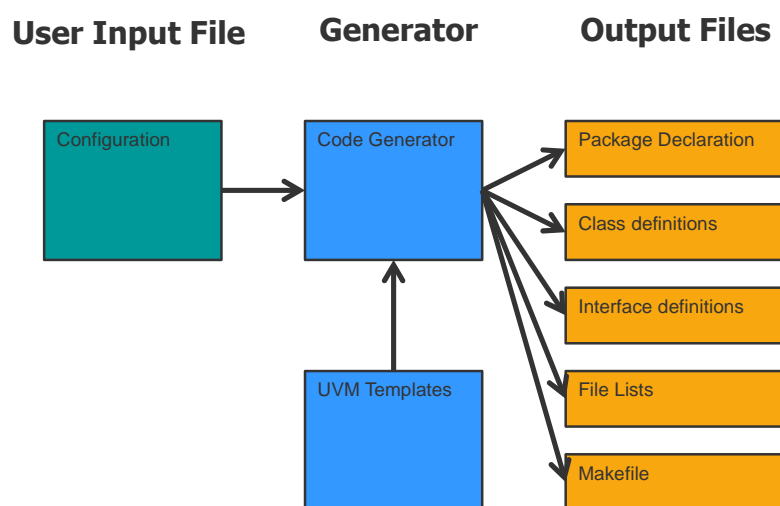 User Input File
Generator
Output Files
Configuration
Code Generator
Package Declaration
Class definitions
Interface definitions
UVM Templates
File Lists
Makefile